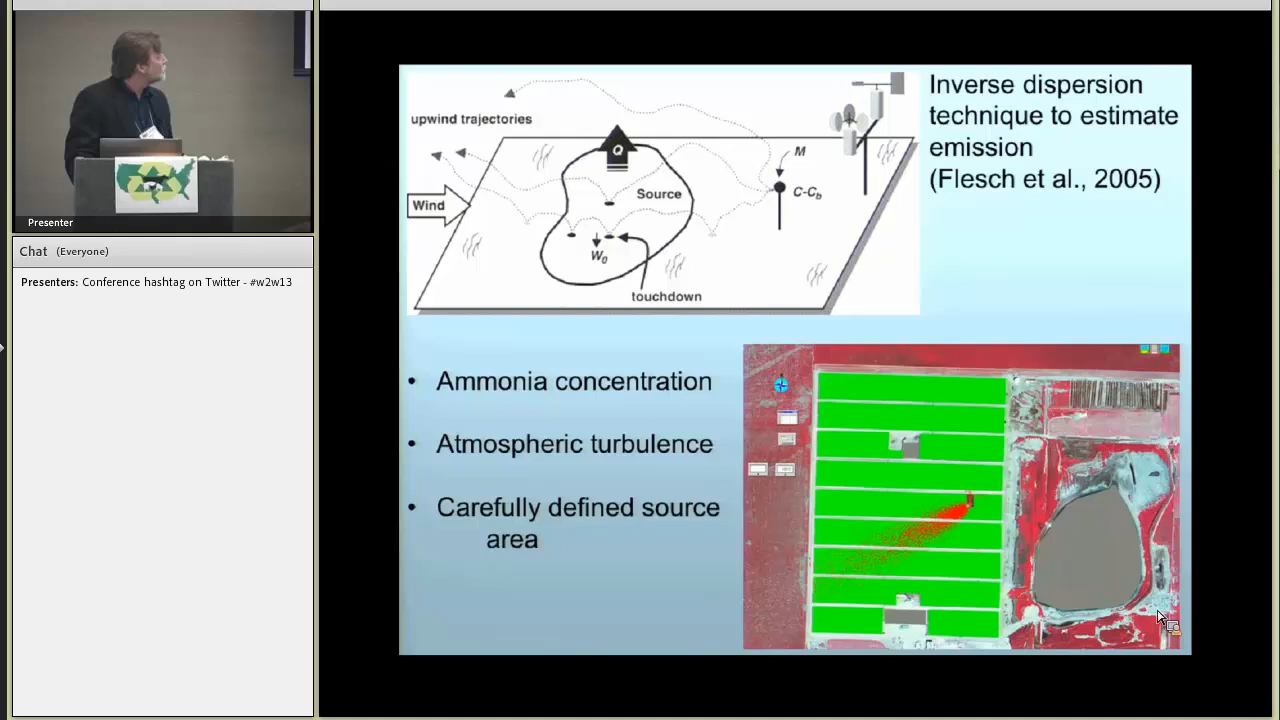 Presenter
Chat (Everyone)
Presenters: Conference hashtag on Twitter - #w2w13
Inverse dispersion
technique to estimate
emission
(Flesch et al., 2005)
upwind trajectories
Q
M
Source
C-Cb
Wind
W0
touchdown
• Ammonia concentration
• Atmospheric turbulence
• Carefully defined source
area